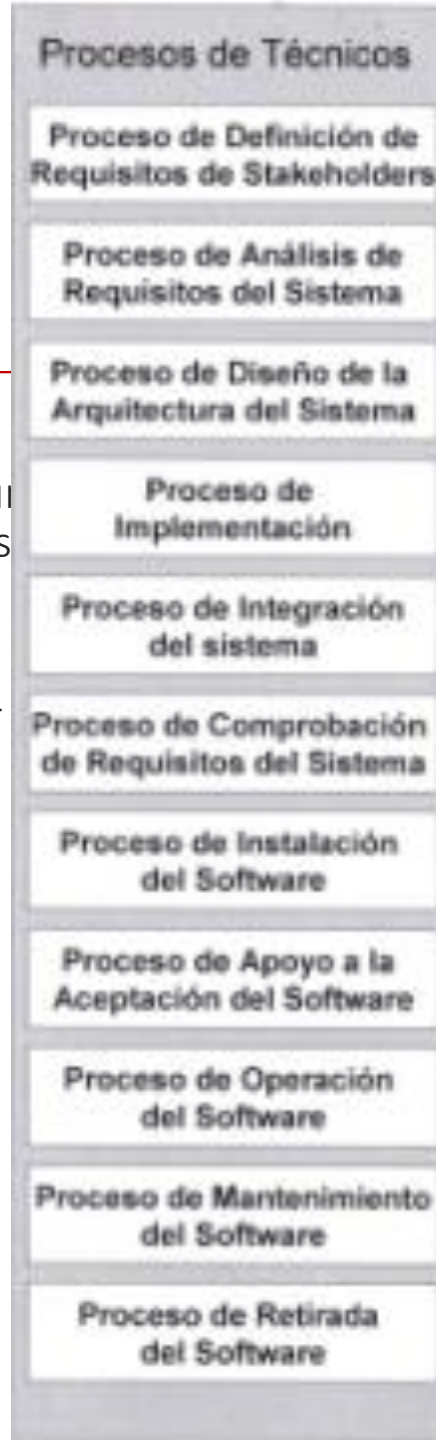 Procesos de Técnicos
Proceso de Definición de
Requisitos de Stakeholders
Proceso de Análisis de
Requisitos del Sistema
Proceso de Diseño de la
Arquitectura del Sistema
Proceso de
Implementación
Proceso de Integración
del sistema
Proceso de Comprobación
de Requisitos del Sistema
Proceso de Instalación
del Software
Proceso de Apoyo a la
Aceptación del Software
Proceso de Operación
del Software
Proceso de Mantenimiento
del Software
Proceso de Retirada
del Software